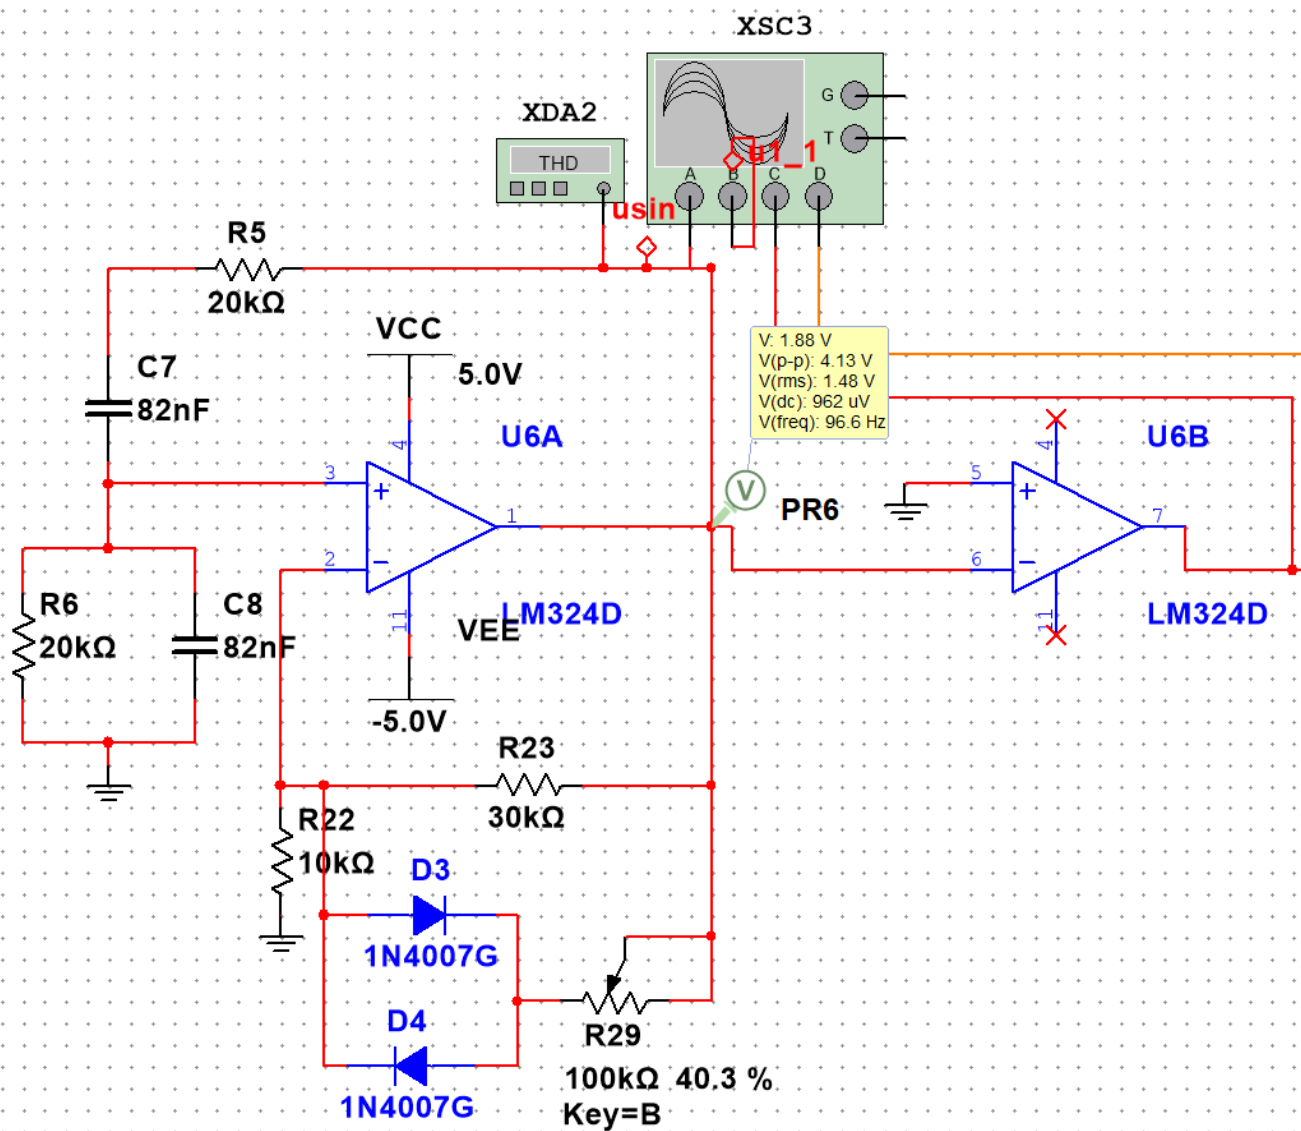 XSC3
G
T
XDA2
THD
A
B
C
D
u1_1
usin
R5
20kΩ
VCC
5.0V
V: 1.88 V
V(p-p): 4.13 V
V(rms): 1.48 V
V(dc): 962 uV
V(freq): 96.6 Hz
C7
82nF
4
U6A
4
U6B
3
+
1
V
PR6
5
+
7
2
−
6
−
11
LM324D
VEE
11
LM324D
R6
20kΩ
C8
82nF
-5.0V
R23
30kΩ
R22
10kΩ
D3
1N4007G
D4
1N4007G
R29
100kΩ 40.3 %
Key=B